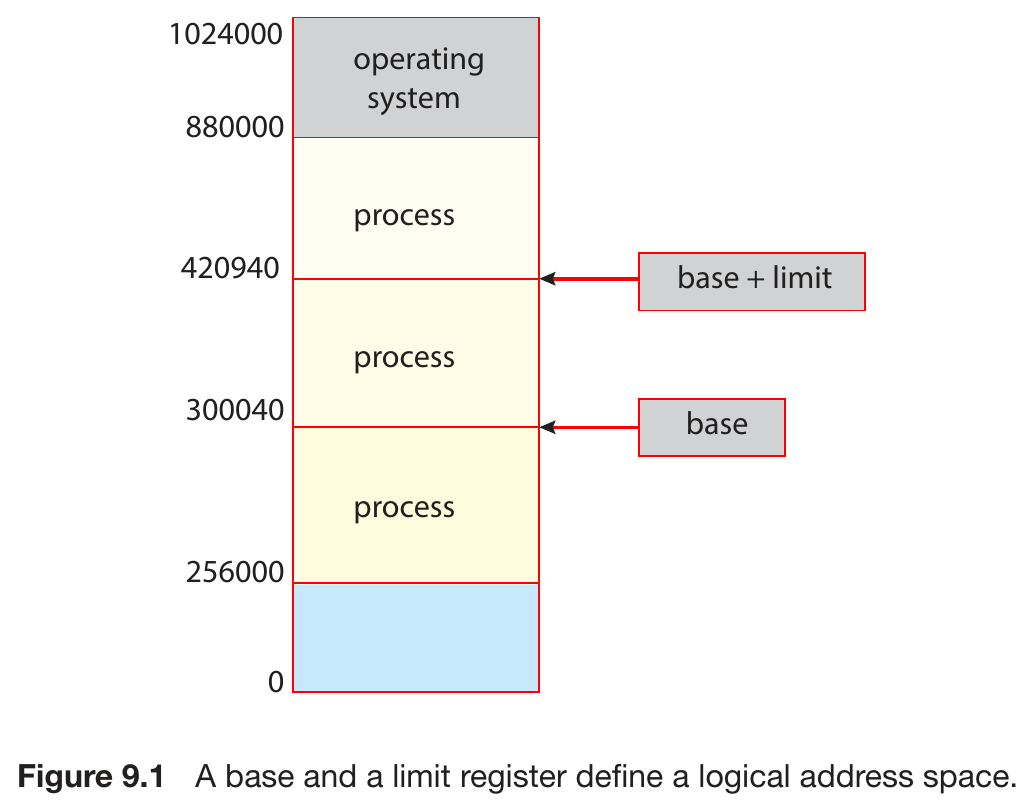 1024000
operating
system
880000
process
420940
base + limit
process
300040
base
process
256000
0
Figure 9.1 A base and a limit register define a logical address space.